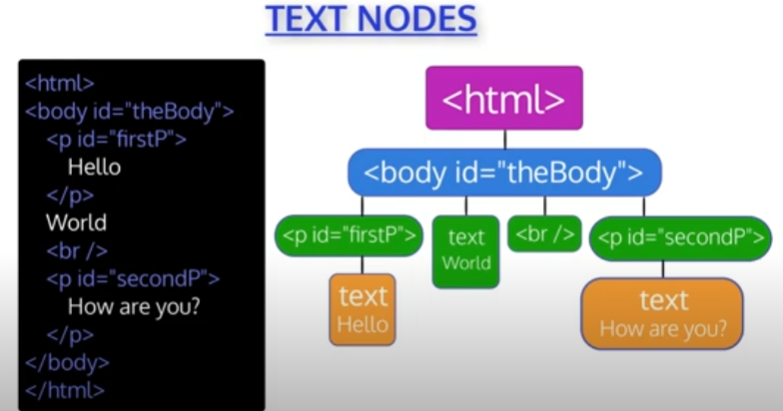 TEXT NODES
<html>
<body id="theBody">
<p id="firstP">
Hello
</p>
World
<br />
<p id="secondP">
How are you?
</p>
</body>
</html>
<html>
<body id="theBody">
<p id="firstP">
text
World
<br />
<p id="secondP">
text
Hello
text
How are you?